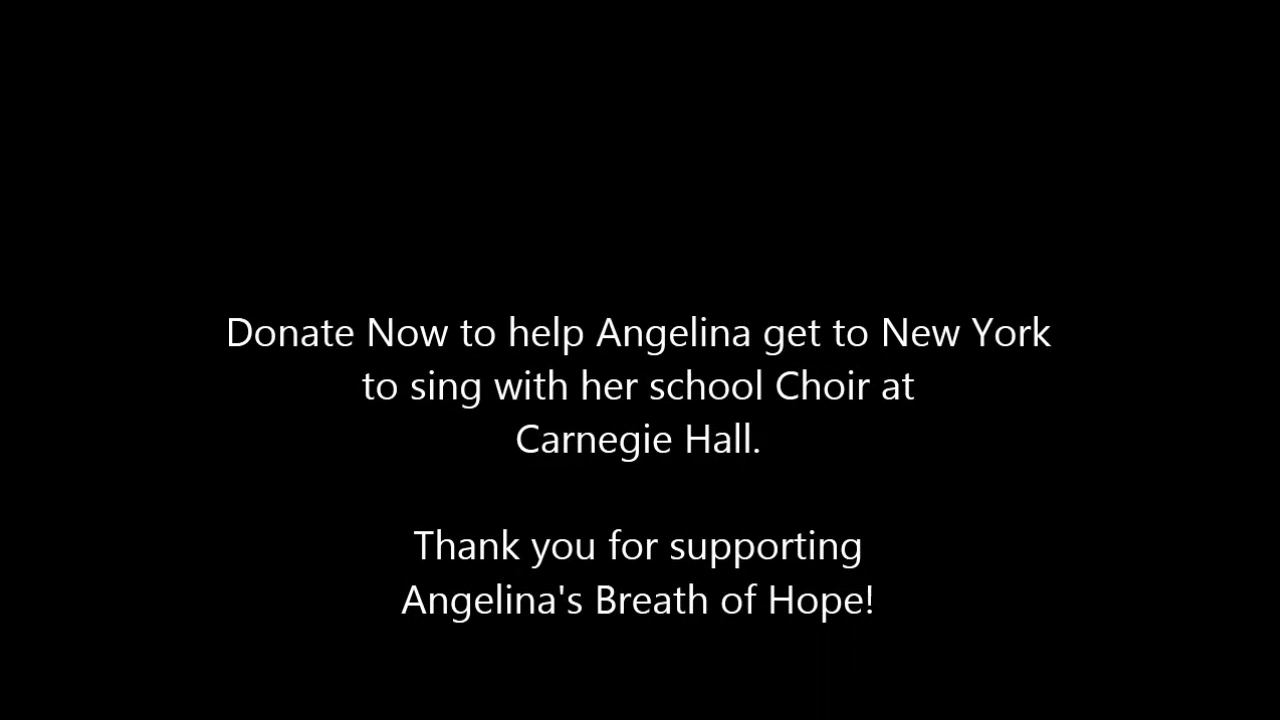 Donate Now to help Angelina get to New York
to sing with her school Choir at
Carnegie Hall.
Thank you for supporting
Angelina's Breath of Hope!